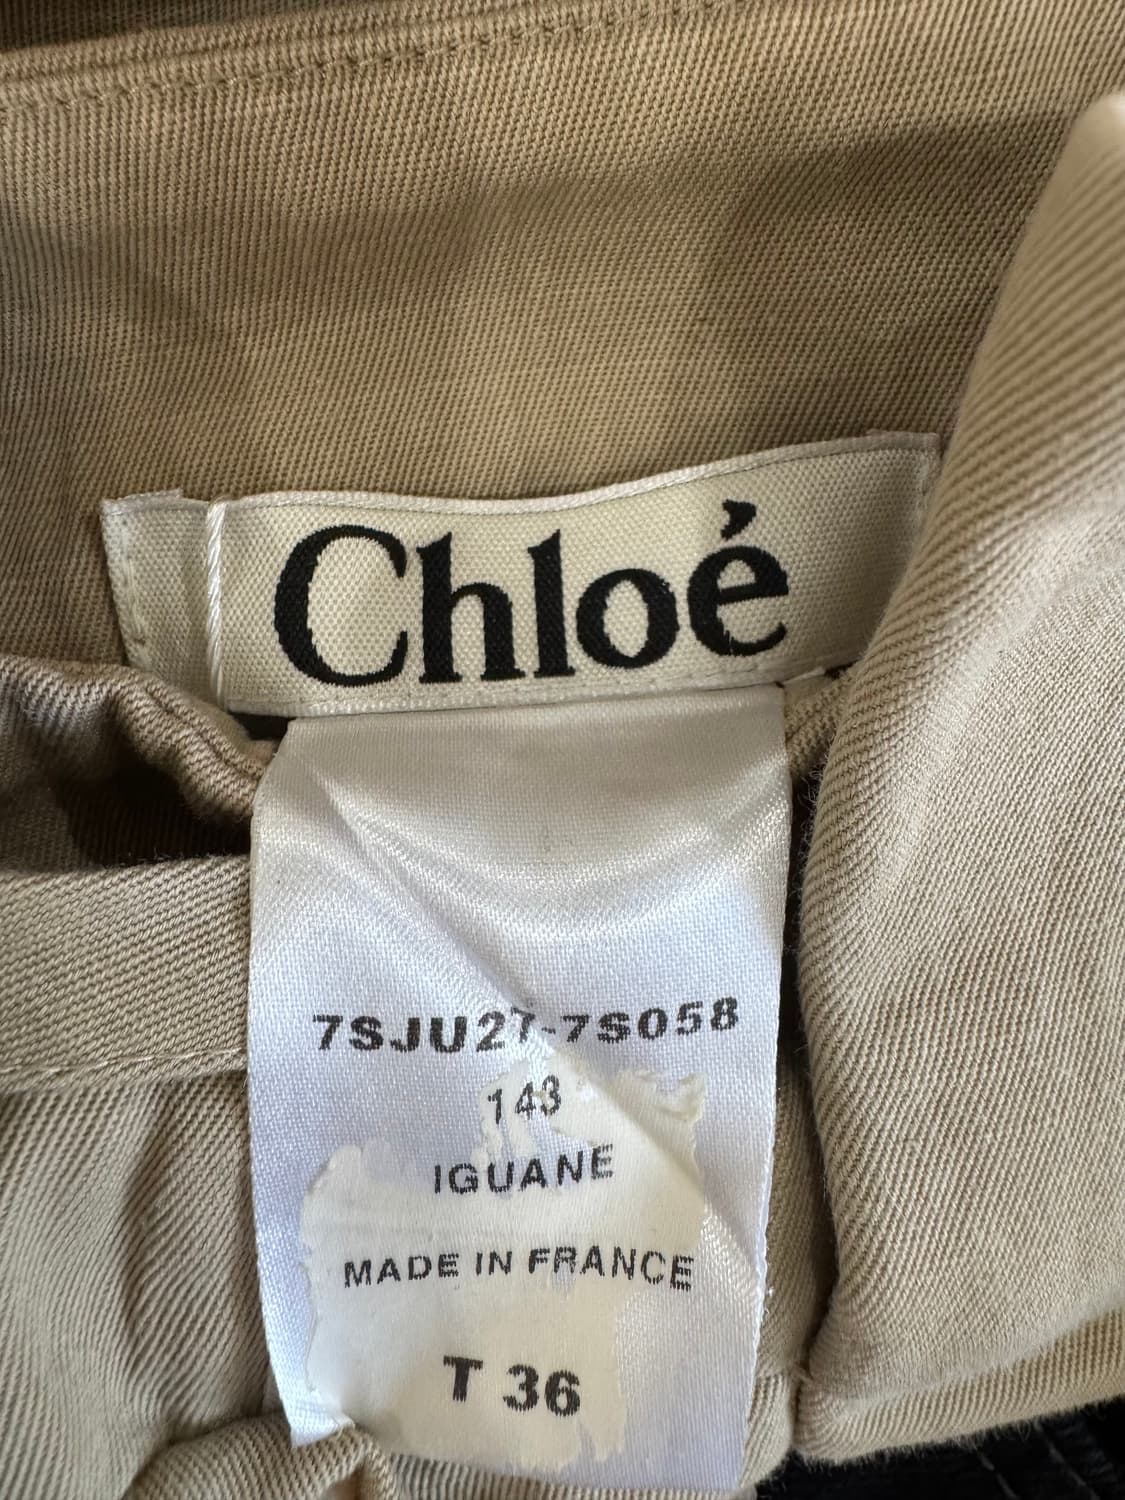 Chloé
7SJU27-7S058
143
IGUANE
MADE IN FRANCE
T 36